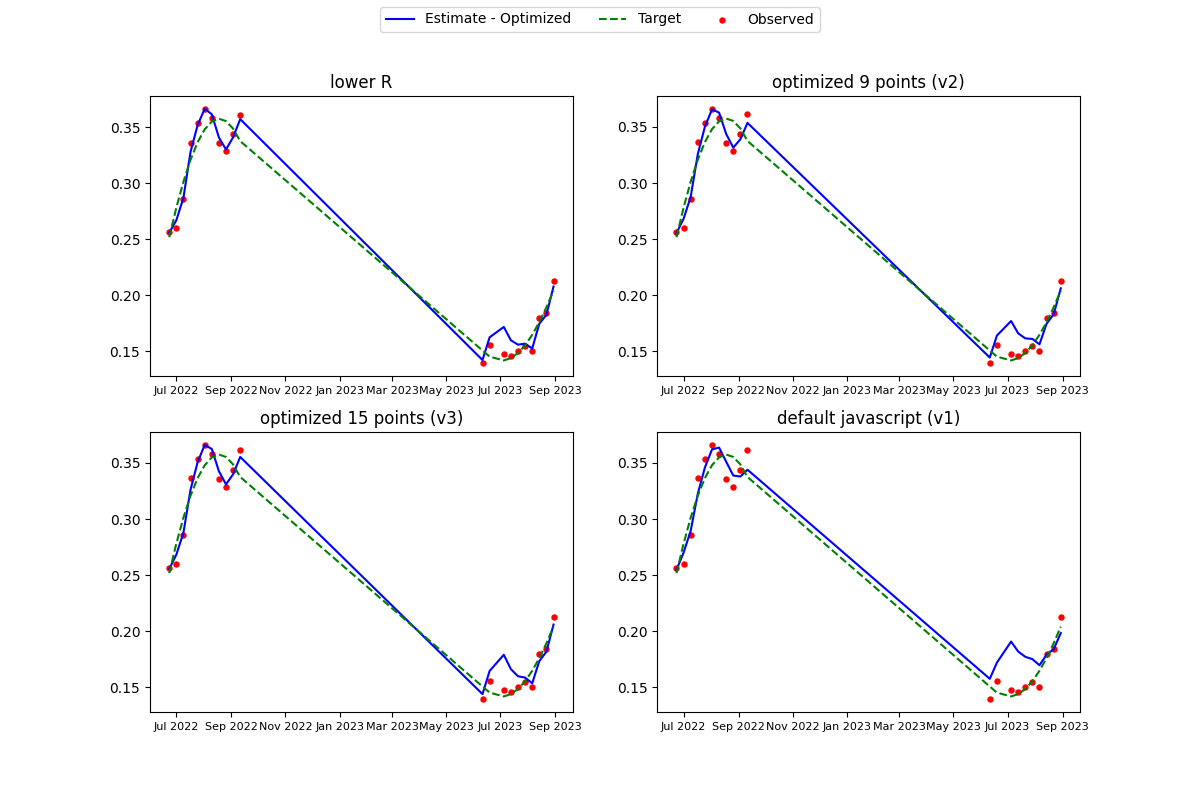 Estimate - Optimized Target Observed
lower R
optimized 9 points (v2)
0.35
0.30
0.25
0.20
0.15
Jul 2022 Sep 2022 Nov 2022 Jan 2023 Mar 2023 May 2023 Jul 2023 Sep 2023
0.35
0.30
0.25
0.20
0.15
Jul 2022 Sep 2022 Nov 2022 Jan 2023 Mar 2023 May 2023 Jul 2023 Sep 2023
optimized 15 points (v3)
default javascript (v1)
0.35
0.30
0.25
0.20
0.15
Jul 2022 Sep 2022 Nov 2022 Jan 2023 Mar 2023 May 2023 Jul 2023 Sep 2023
0.35
0.30
0.25
0.20
0.15
Jul 2022 Sep 2022 Nov 2022 Jan 2023 Mar 2023 May 2023 Jul 2023 Sep 2023